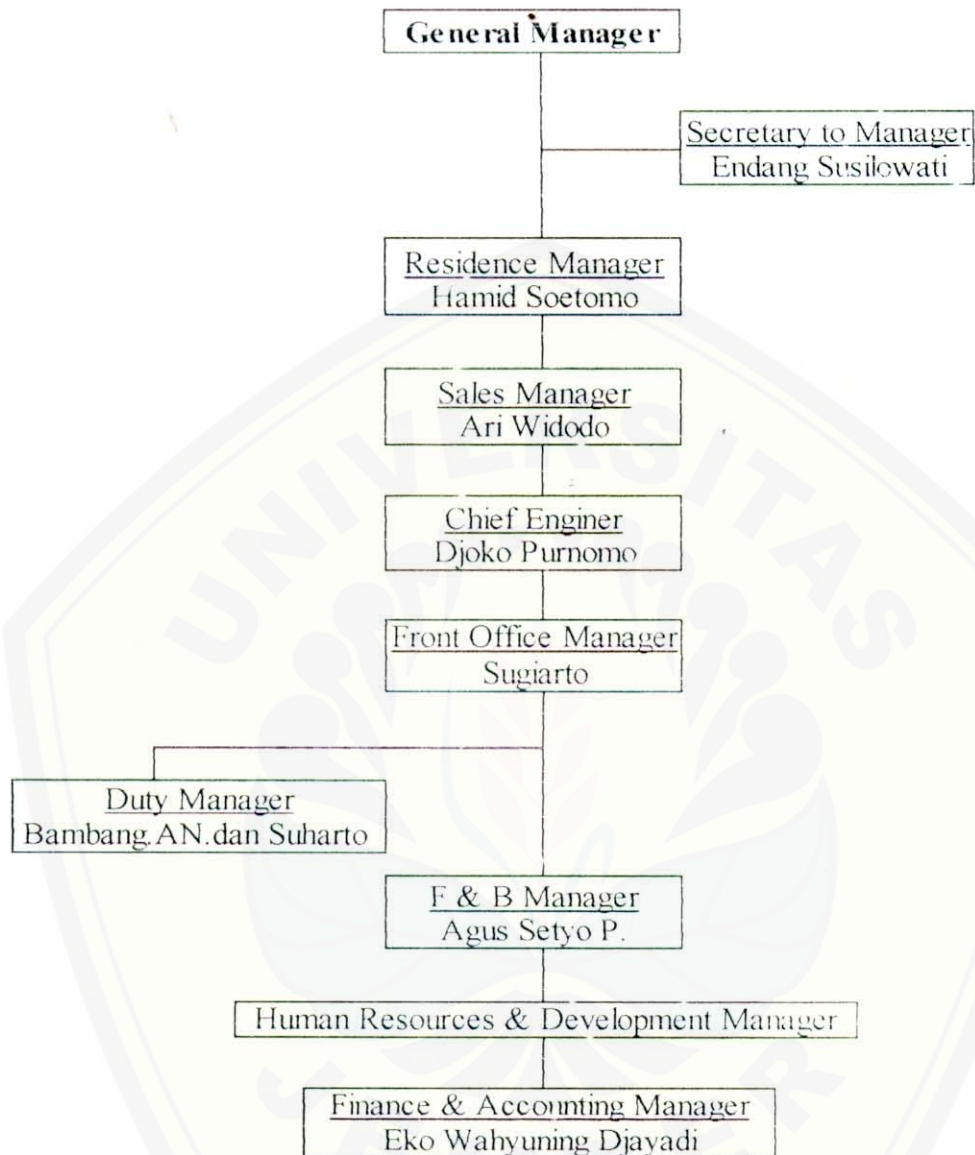 General Manager
Secretary to Manager
Endang Susilowati
Residence Manager
Hamid Soetomo
Sales Manager
Ari Widodo
Chief Enginer
Djoko Purnomo
Front Office Manager
Sugiarto
Duty Manager
Bambang.AN.dan Suharto
F & B Manager
Agus Setyo P.
Human Resources & Development Manager
Finance & Accounting Manager
Eko Wahyuning Djayadi
UNIVERSITAS